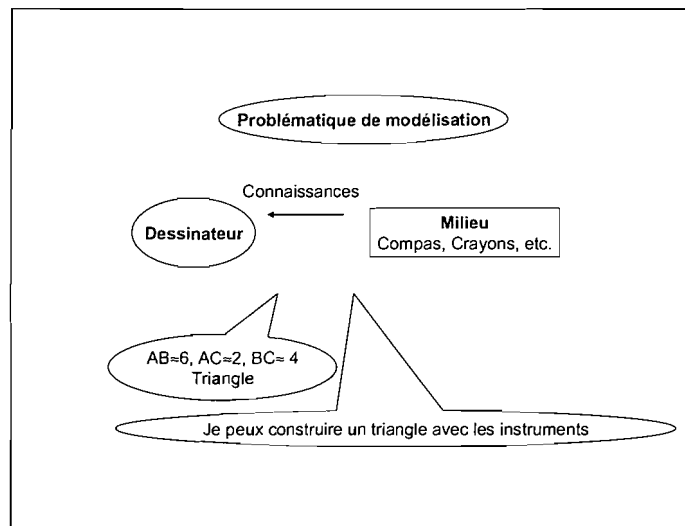 Problématique de modélisation
Connaissances
Dessinateur
Milieu
Compas, Crayons, etc.
AB≈6, AC≈2, BC≈ 4
Triangle
Je peux construire un triangle avec les instruments